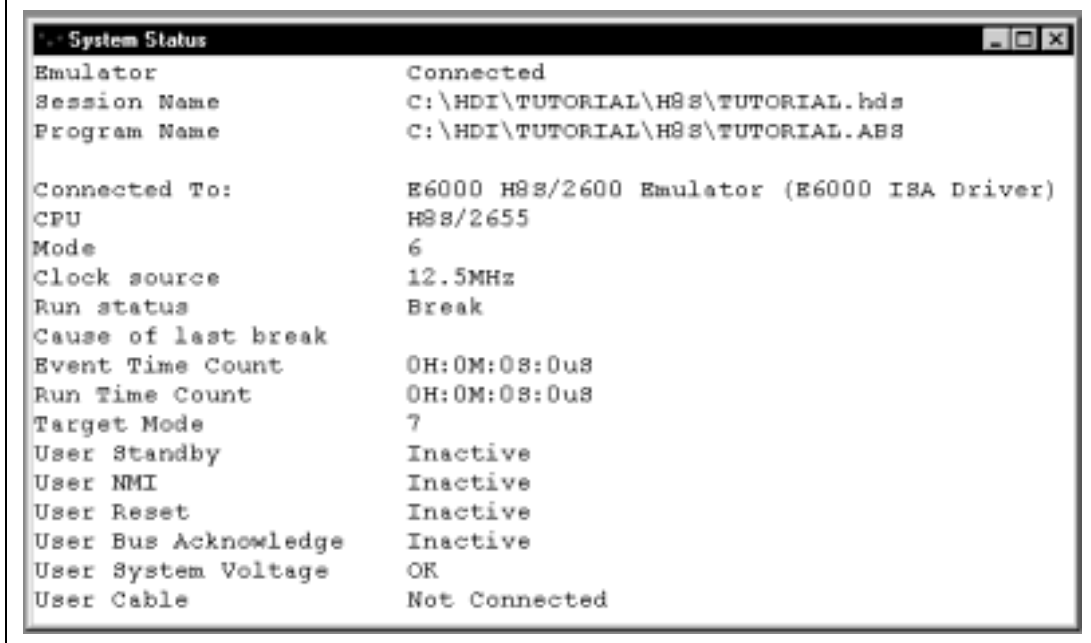 System Status
Emulator Connected
Session Name C:\HDI\TUTORIAL\H8S\TUTORIAL.hds
Program Name C:\HDI\TUTORIAL\H8S\TUTORIAL.ABS
Connected To: E6000 H8S/2600 Emulator (E6000 ISA Driver)
CPU H8S/2655
Mode 6
Clock source 12.5MHz
Run status Break
Cause of last break
Event Time Count 0H:0M:0S:0uS
Run Time Count 0H:0M:0S:0uS
Target Mode 7
User Standby Inactive
User NMI Inactive
User Reset Inactive
User Bus Acknowledge Inactive
User System Voltage OK
User Cable Not Connected